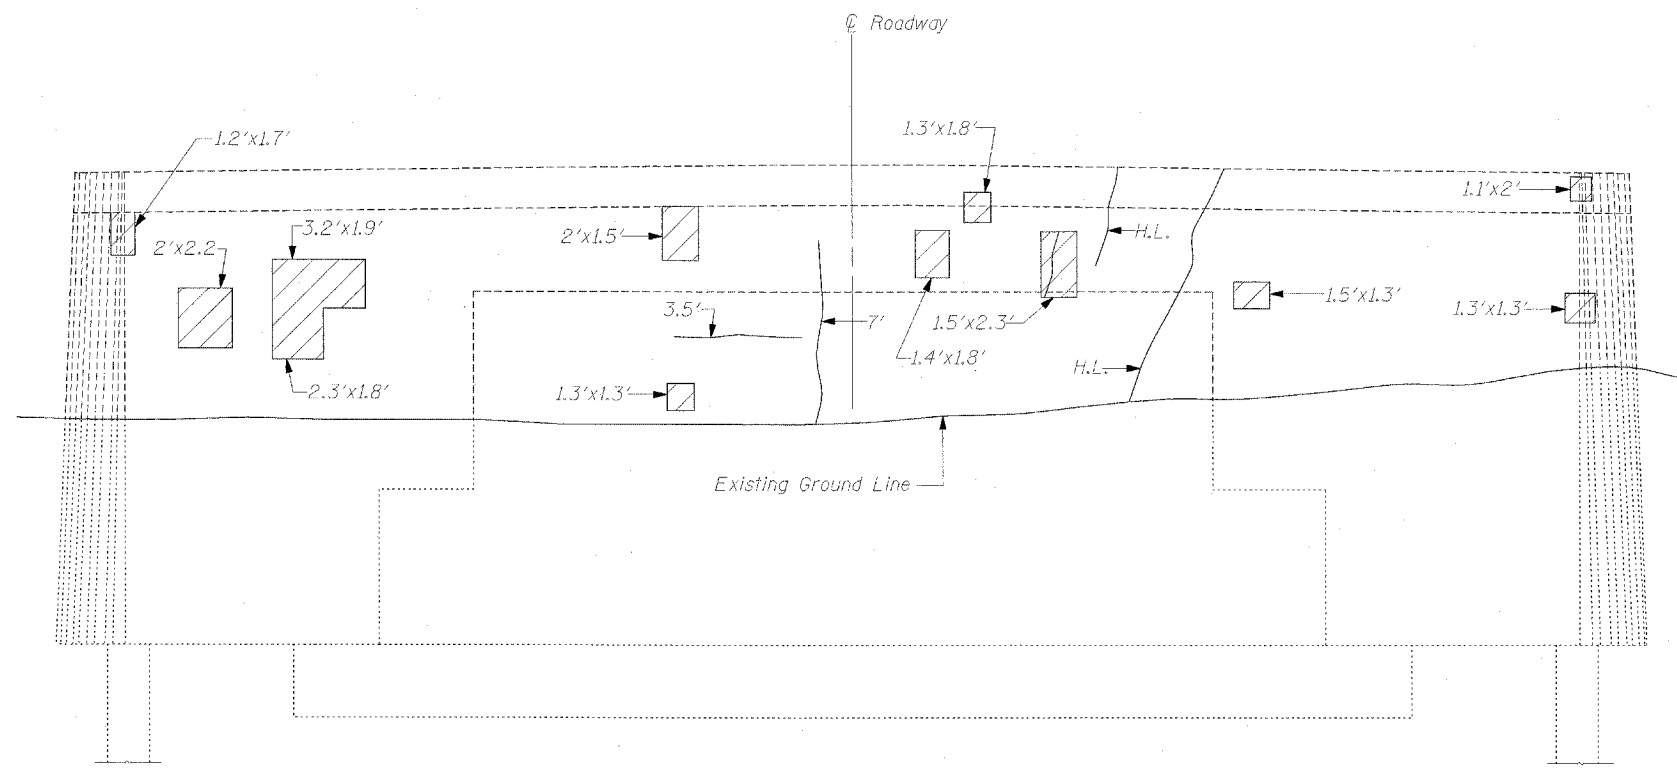 ℄ Roadway
1.3'x1.8'
1.2'x1.7'
1.1'x2'
3.2'x1.9'
2'x1.5'
H.L.
2'x2.2
1.5'x1.3'
3.5'
1.3'x1.3'
7'
1.5'x2.3'
1.4'x1.8'
H.L.
2.3'x1.8'
1.3'x1.3'
Existing Ground Line